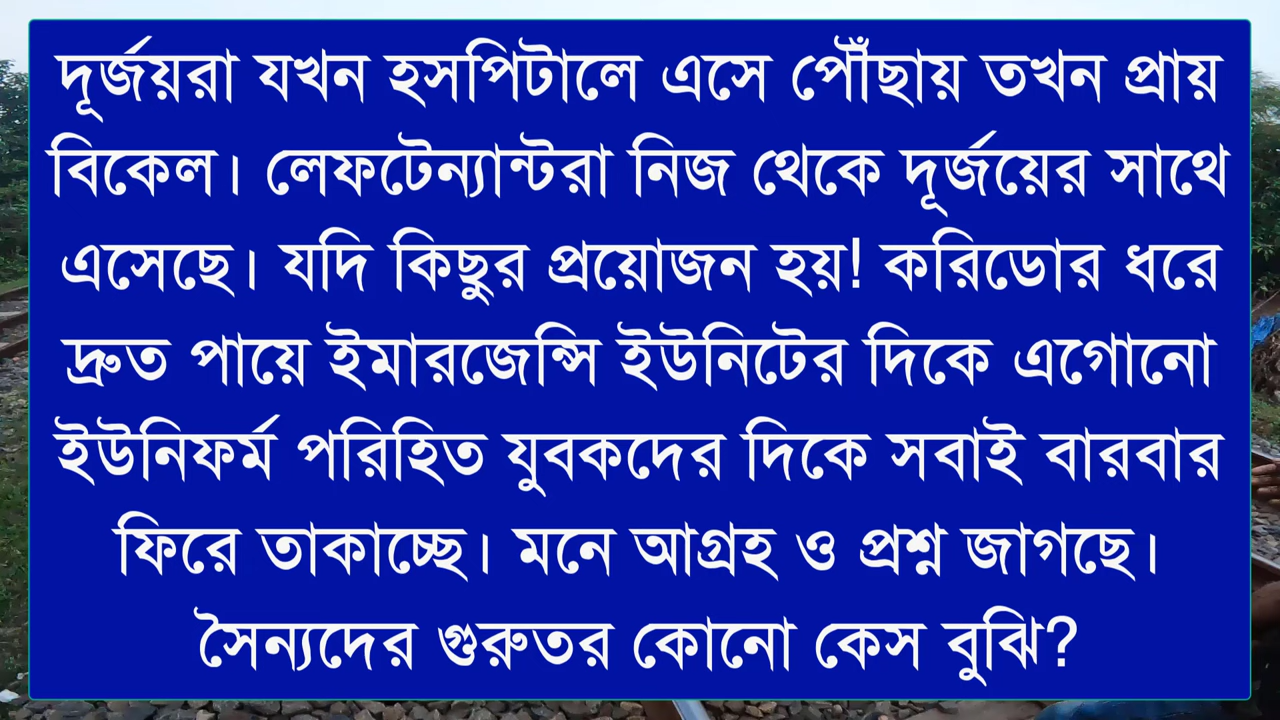 দূর্জয়রা যখন হসপিটালে এসে পৌঁছায় তখন প্রায়
বিকেল। লেফটেন্যান্টরা নিজ থেকে দূর্জয়ের সাথে
এসেছে। যদি কিছুর প্রয়োজন হয়! করিডোর ধরে
দ্রুত পায়ে ইমারজেন্সি ইউনিটের দিকে এগোনো
ইউনিফর্ম পরিহিত যুবকদের দিকে সবাই বারবার
ফিরে তাকাচ্ছে। মনে আগ্রহ ও প্রশ্ন জাগছে।
সৈন্যদের গুরুতর কোনো কেস বুঝি?